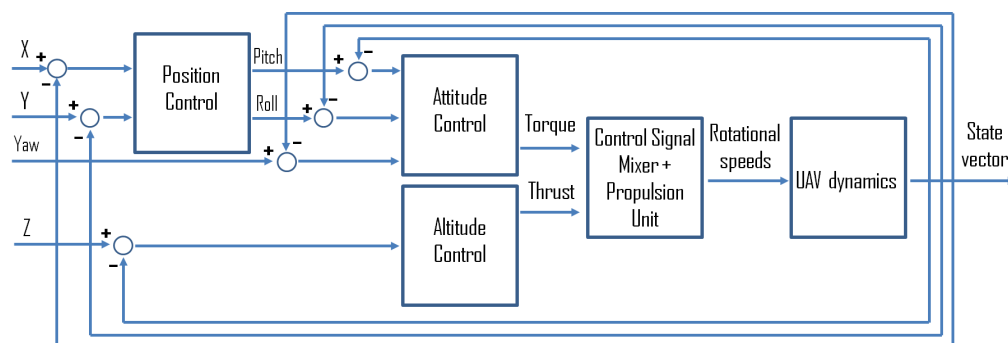 X
+
−
Y
+
−
Yaw
+
−
Z
+
−
Position
Control
Pitch
+
−
Roll
+
−
Attitude
Control
Altitude
Control
Torque
Thrust
Control Signal
Mixer +
Propulsion
Unit
Rotational
speeds
UAV dynamics
State
vector